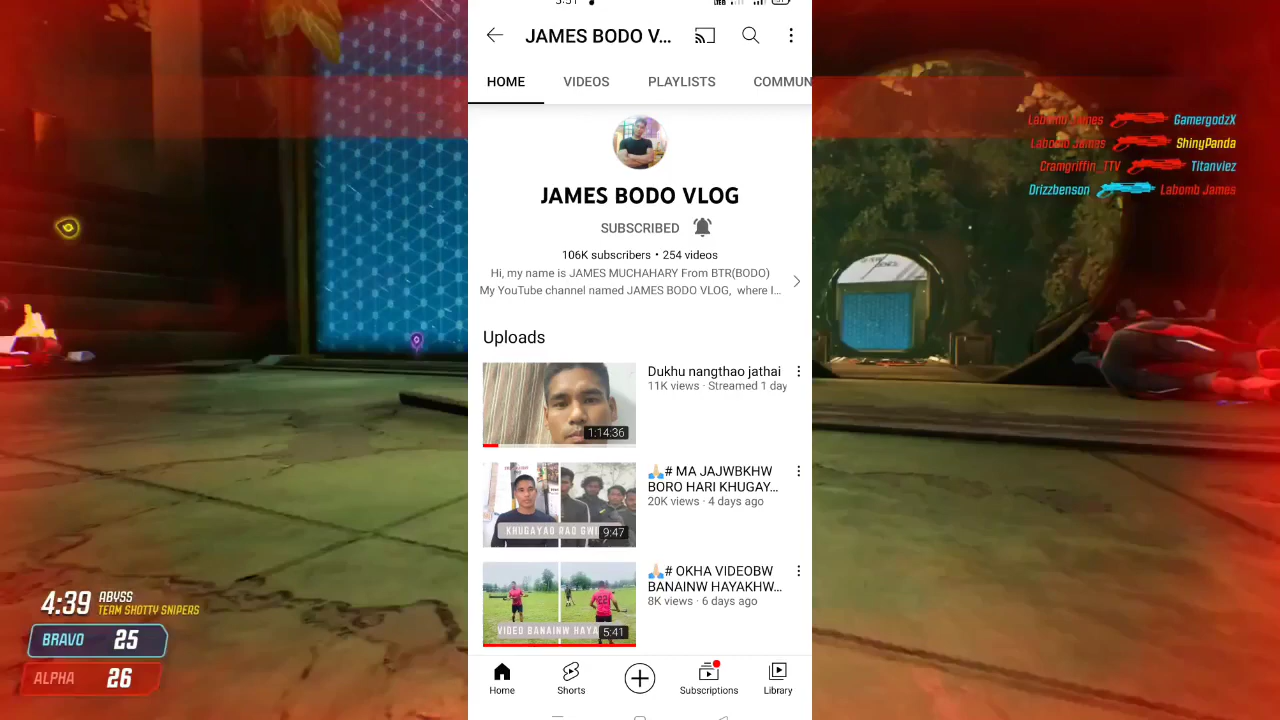 JAMES BODO V...
HOME VIDEOS PLAYLISTS COMMUN
JAMES BODO VLOG
SUBSCRIBED
106K subscribers • 254 videos
Hi, my name is JAMES MUCHAHARY From BTR(BODO)
My YouTube channel named JAMES BODO VLOG, where I...
Uploads
Dukhu nangthao jathai
11K views · Streamed 1 day
1:14:36
🙏🏼# MA JAJWBKHW
BORO HARI KHUGAY...
20K views · 4 days ago
KHUGAYAO RAO GWI
9:47
🙏🏼# OKHA VIDEOBW
BANAINW HAYAKHW...
8K views · 6 days ago
VIDEO BANAINW HAYA
5:41
Home Shorts Subscriptions Library
Labomb James GamergodzX
Labomb James ShinyPanda
Cramgriffin_TTV Titanviez
Drizzbenson Labomb James
4:39 ABYSS
TEAM SHOTTY SNIPERS
BRAVO 25
ALPHA 26